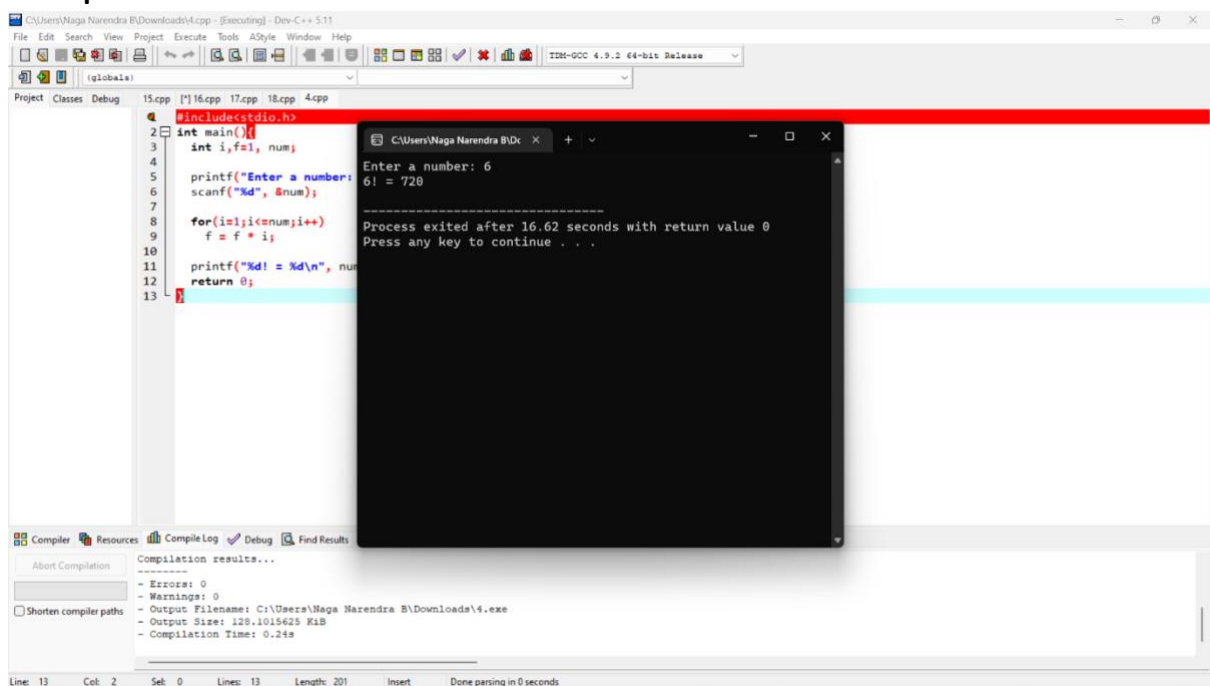 C:\Users\Naga Narendra B\Downloads\4.cpp - [Executing] - Dev-C++ 5.11
File Edit Search View Project Execute Tools AStyle Window Help
TDM-GCC 4.9.2 64-bit Release
(globals)
Project Classes Debug 15.cpp [*] 16.cpp 17.cpp 18.cpp 4.cpp
#include<stdio.h>
2 int main(){
3 int i,f=1, num;
4
5 printf("Enter a number:
6 scanf("%d", &num);
7
8 for(i=1;i<=num;i++)
9 f = f * i;
10
11 printf("%d! = %d\n", num
12 return 0;
13 }
C:\Users\Naga Narendra B\Dc
Enter a number: 6
6! = 720
--------------------------------
Process exited after 16.62 seconds with return value 0
Press any key to continue . . .
Compiler Resources Compile Log Debug Find Results
Abort Compilation
Shorten compiler paths
Compilation results...
--------
- Errors: 0
- Warnings: 0
- Output Filename: C:\Users\Naga Narendra B\Downloads\4.exe
- Output Size: 128.1015625 KiB
- Compilation Time: 0.24s
Line: 13 Col: 2 Sel: 0 Lines: 13 Length: 201 Insert Done parsing in 0 seconds